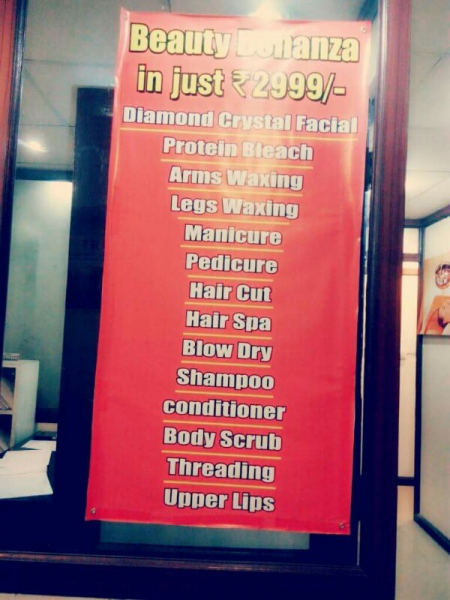 Beauty Bonanza
in just ₹2999/-
Diamond Crystal Facial
Protein Bleach
Arms Waxing
Legs Waxing
Manicure
Pedicure
Hair Cut
Hair Spa
Blow Dry
Shampoo
conditioner
Body Scrub
Threading
Upper Lips